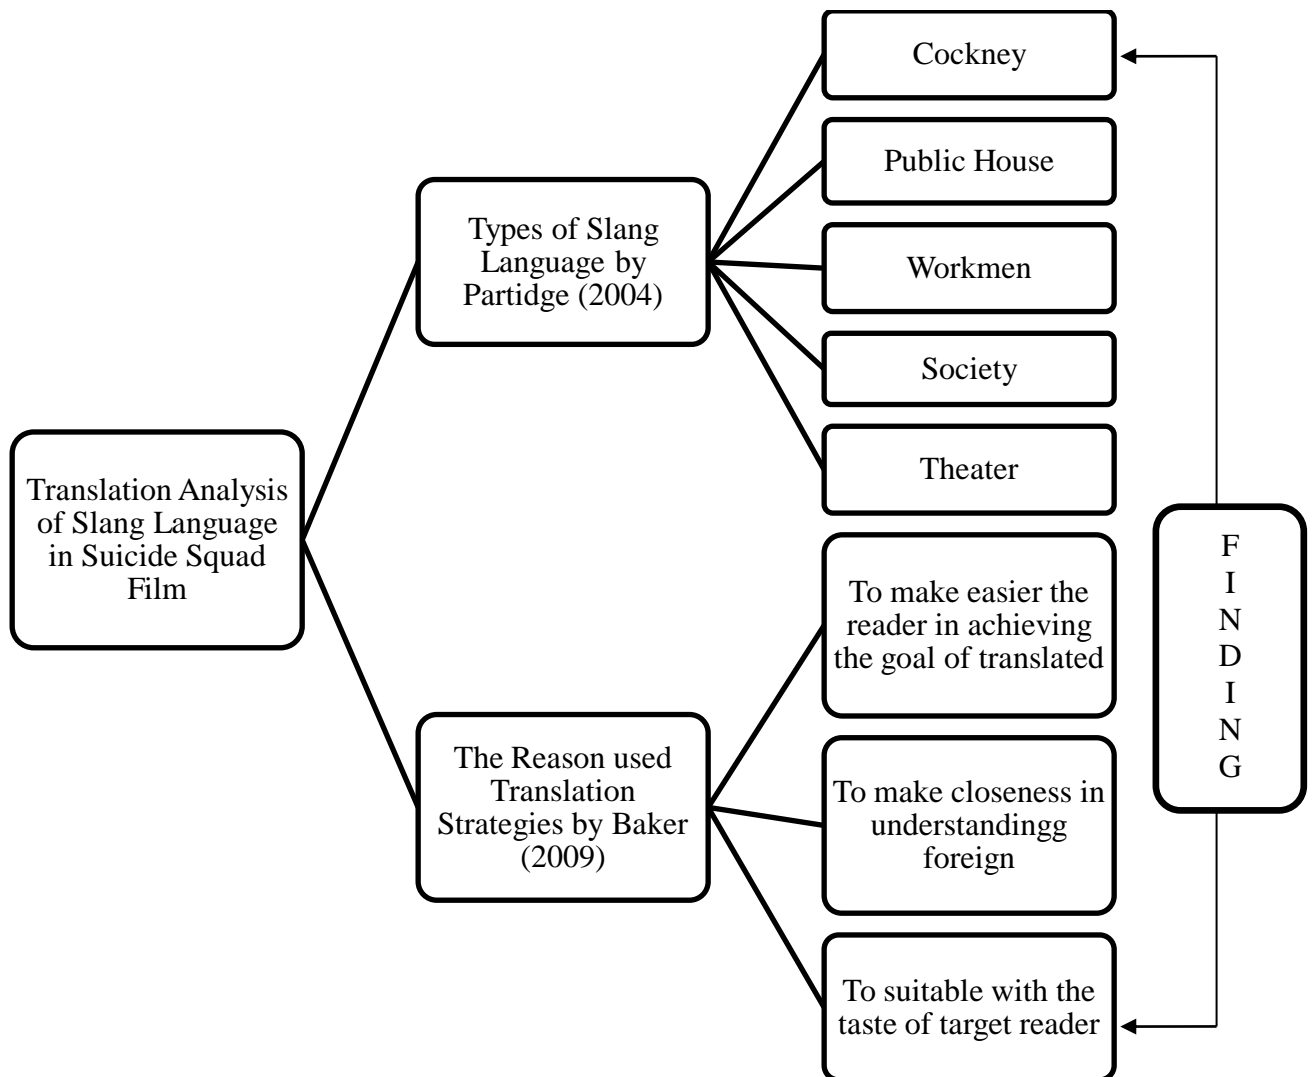 Translation Analysis
of Slang Language
in Suicide Squad
Film
Types of Slang
Language by
Partidge (2004)
Cockney
Public House
Workmen
Society
Theater
The Reason used
Translation
Strategies by Baker
(2009)
To make easier the
reader in achieving
the goal of translated
To make closeness in
understandingg
foreign
To suitable with the
taste of target reader
F
I
N
D
I
N
G